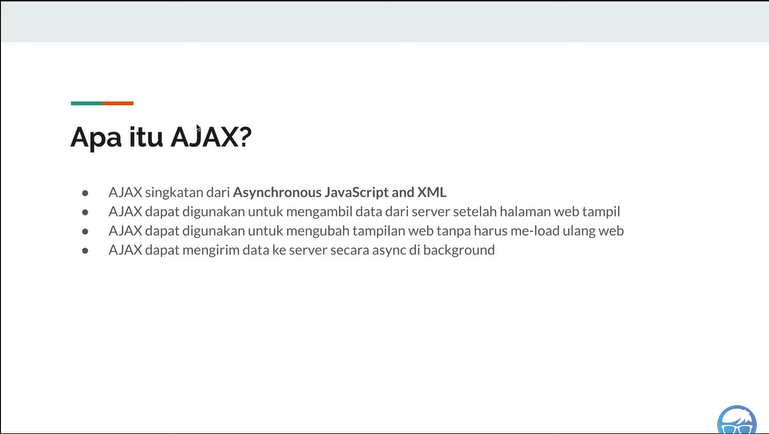 Apa itu AJAX?
● AJAX singkatan dari Asynchronous JavaScript and XML
● AJAX dapat digunakan untuk mengambil data dari server setelah halaman web tampil
● AJAX dapat digunakan untuk mengubah tampilan web tanpa harus me-load ulang web
● AJAX dapat mengirim data ke server secara async di background